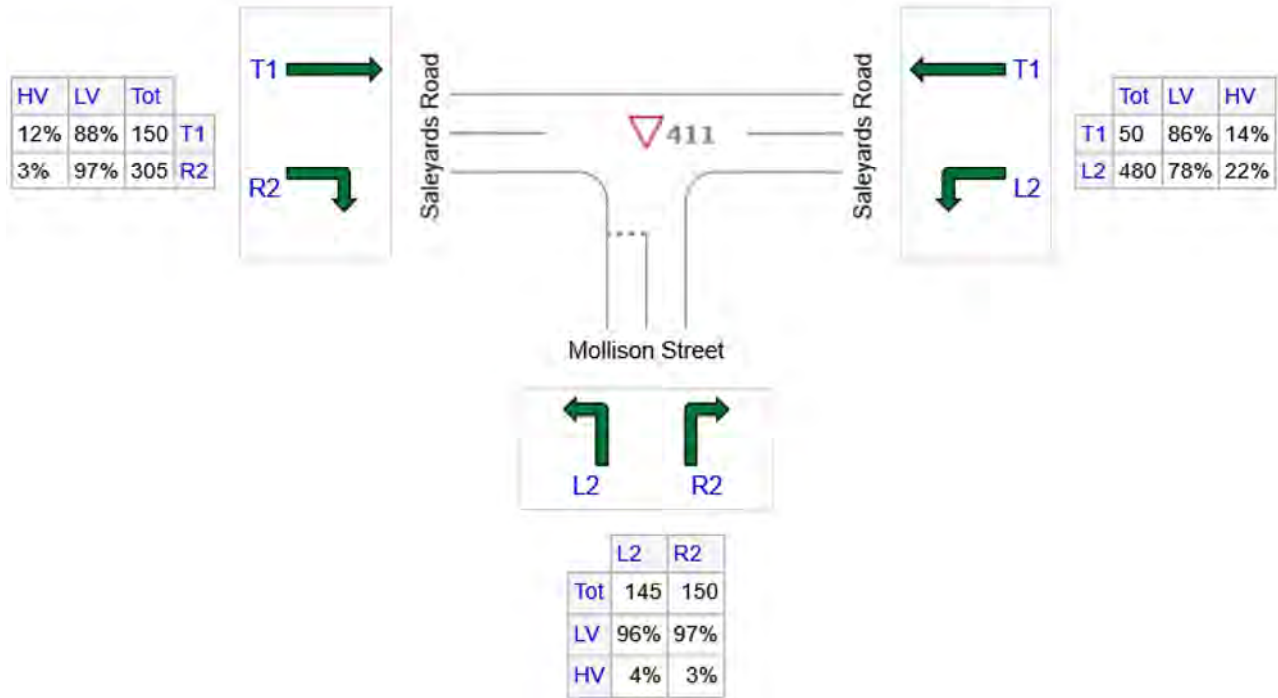 T1
R2
HV LV Tot
12% 88% 150 T1
3% 97% 305 R2
Saleyards Road
411
Saleyards Road
T1
L2
Tot LV HV
T1 50 86% 14%
L2 480 78% 22%
Mollison Street
L2 R2
L2 R2
Tot 145 150
LV 96% 97%
HV 4% 3%